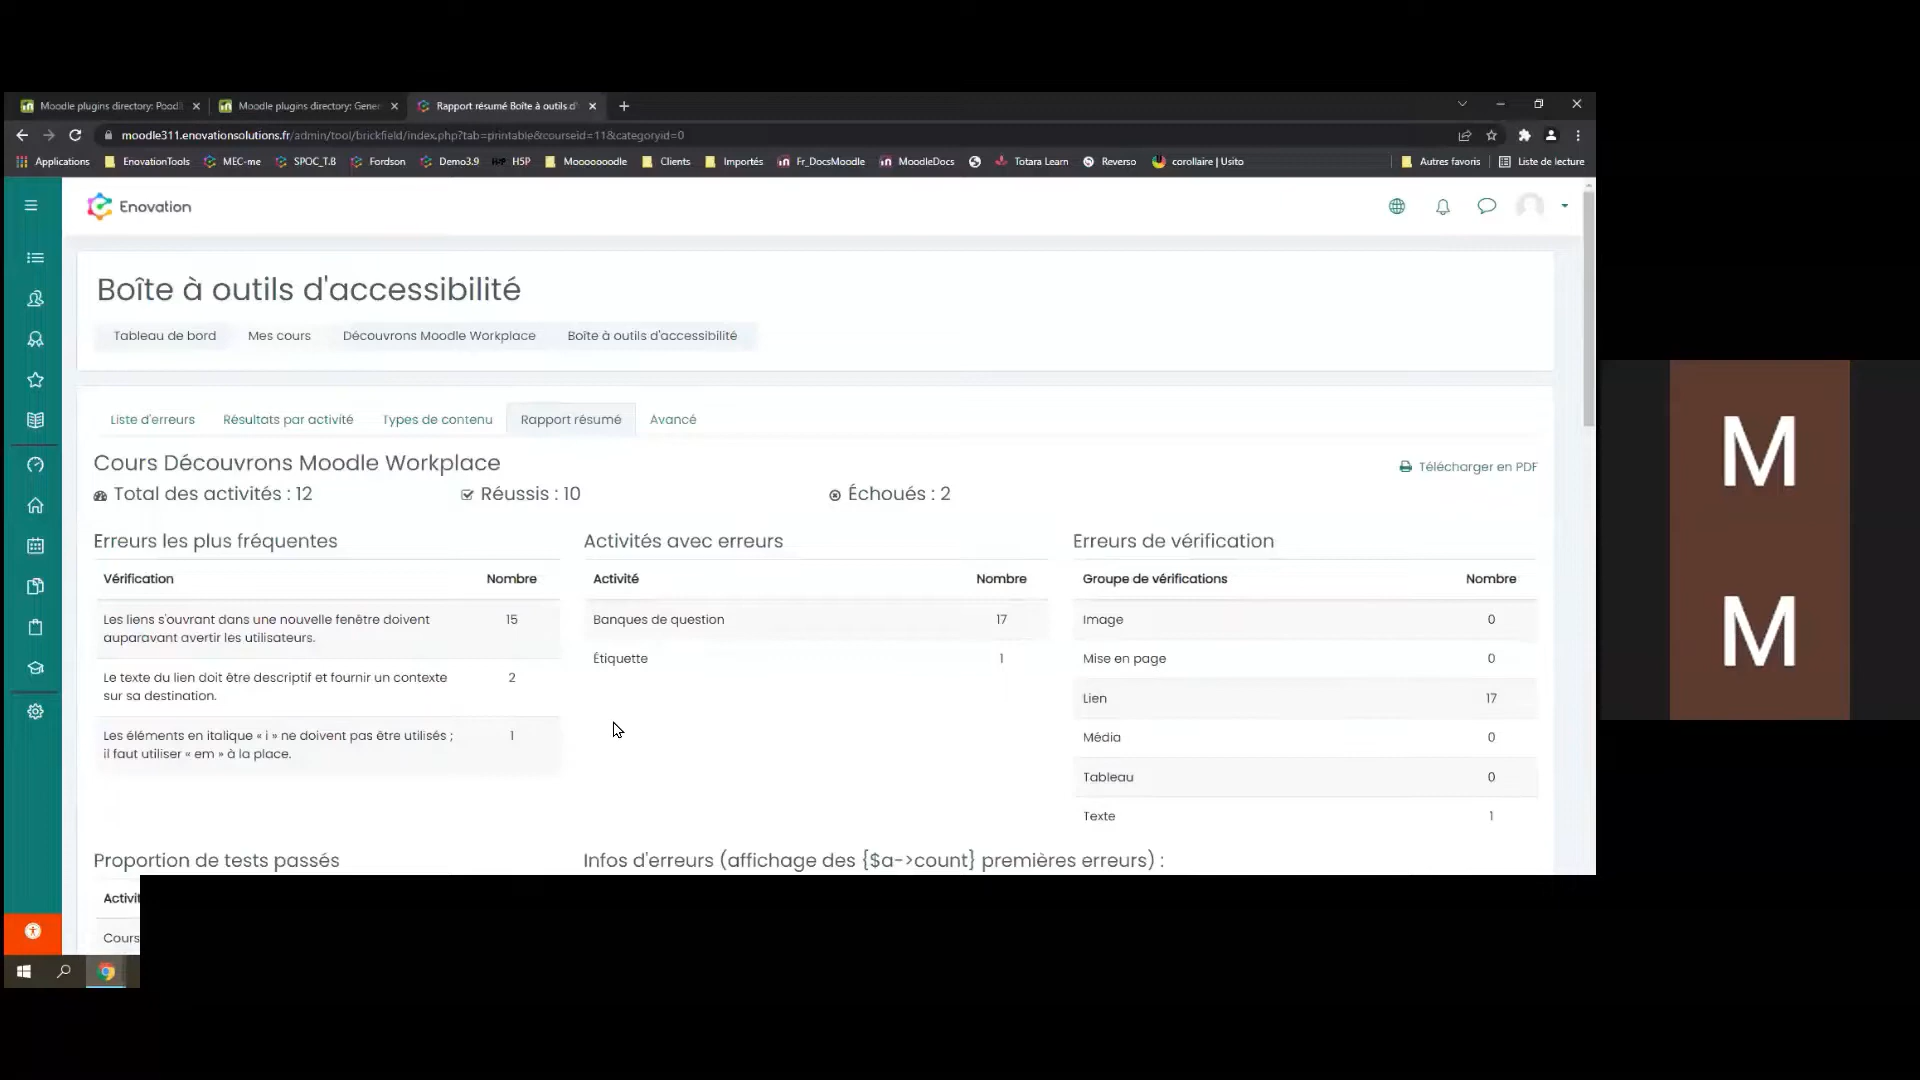 Moodle plugins directory: Poodl
Moodle plugins directory: Gener
Rapport résumé Boîte à outils d'
moodle311.enovationsolutions.fr/admin/tool/brickfield/index.php?tab=printable&courseid=11&categoryid=0
Applications EnovationTools MEC-me SPOC_T.B Fordson Demo3.9 H5P Mooooooodle Clients Importés Fr_DocsMoodle MoodleDocs Totara Learn Reverso corollaire | Usito Autres favoris Liste de lecture
Enovation
Boîte à outils d'accessibilité
Tableau de bord Mes cours Découvrons Moodle Workplace Boîte à outils d'accessibilité
Liste d'erreurs Résultats par activité Types de contenu Rapport résumé Avancé
Cours Découvrons Moodle Workplace
Télécharger en PDF
Total des activités : 12 Réussis : 10 Échoués : 2
Erreurs les plus fréquentes
Vérification Nombre
Les liens s'ouvrant dans une nouvelle fenêtre doivent 15
auparavant avertir les utilisateurs.
Le texte du lien doit être descriptif et fournir un contexte 2
sur sa destination.
Les éléments en italique « i » ne doivent pas être utilisés ; 1
il faut utiliser « em » à la place.
Activités avec erreurs
Activité Nombre
Banques de question 17
Étiquette 1
Erreurs de vérification
Groupe de vérifications Nombre
Image 0
Mise en page 0
Lien 17
Média 0
Tableau 0
Texte 1
Proportion de tests passés
Infos d'erreurs (affichage des {$a->count} premières erreurs) :
Activit
Cours
M
M